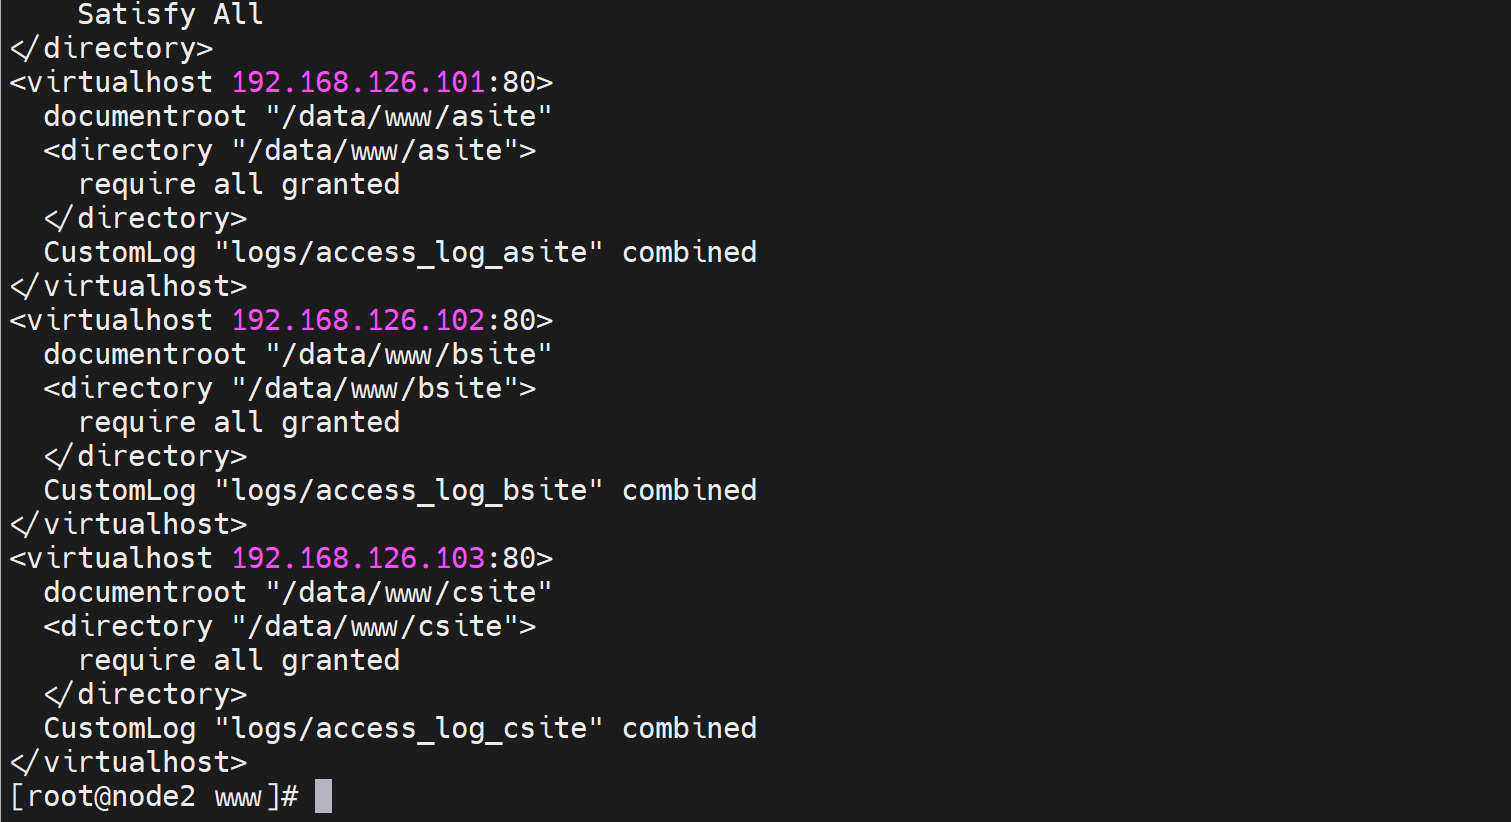 Satisfy All
</directory>
<virtualhost 192.168.126.101:80>
  documentroot "/data/www/asite"
  <directory "/data/www/asite">
    require all granted
  </directory>
  CustomLog "logs/access_log_asite" combined
</virtualhost>
<virtualhost 192.168.126.102:80>
  documentroot "/data/www/bsite"
  <directory "/data/www/bsite">
    require all granted
  </directory>
  CustomLog "logs/access_log_bsite" combined
</virtualhost>
<virtualhost 192.168.126.103:80>
  documentroot "/data/www/csite"
  <directory "/data/www/csite">
    require all granted
  </directory>
  CustomLog "logs/access_log_csite" combined
</virtualhost>
[root@node2 www]#